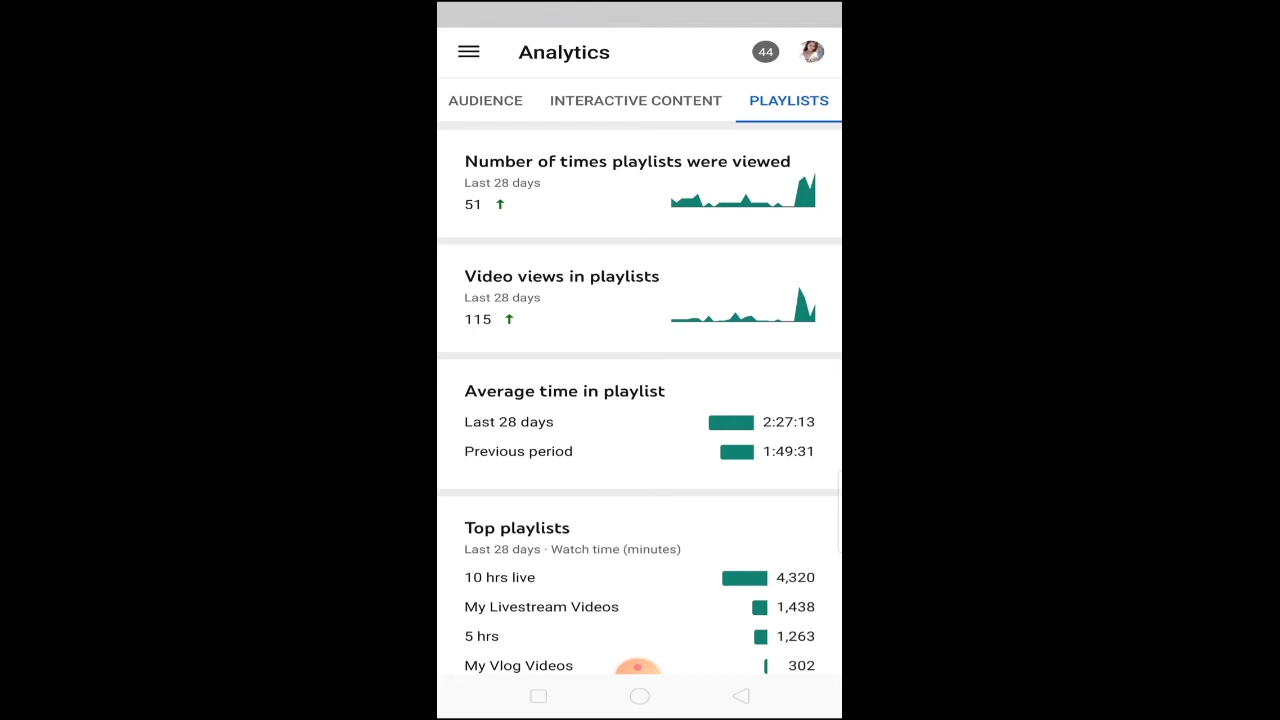 Analytics
44
AUDIENCE INTERACTIVE CONTENT PLAYLISTS
Number of times playlists were viewed
Last 28 days
51
Video views in playlists
Last 28 days
115
Average time in playlist
Last 28 days 2:27:13
Previous period 1:49:31
Top playlists
Last 28 days · Watch time (minutes)
10 hrs live 4,320
My Livestream Videos 1,438
5 hrs 1,263
My Vlog Videos 302